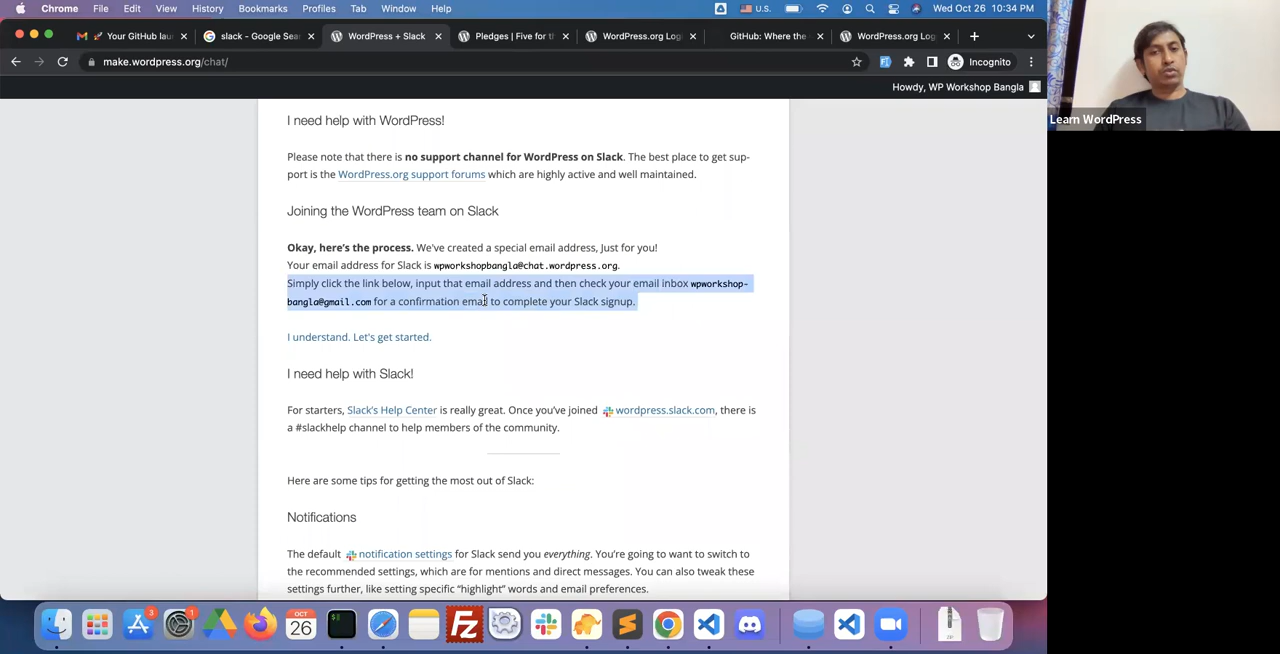 Chrome File Edit View History Bookmarks Profiles Tab Window Help U.S. Wed Oct 26 10:34 PM
Your GitHub lau slack - Google Sea WordPress + Slack Pledges | Five for th WordPress.org Log GitHub: Where the WordPress.org Log
make.wordpress.org/chat/ Incognito
Howdy, WP Workshop Bangla
Learn WordPress
I need help with WordPress!
Please note that there is no support channel for WordPress on Slack. The best place to get sup-
port is the WordPress.org support forums which are highly active and well maintained.
Joining the WordPress team on Slack
Okay, here's the process. We've created a special email address, Just for you!
Your email address for Slack is wpworkshopbangla@chat.wordpress.org.
Simply click the link below, input that email address and then check your email inbox wpworkshop-
bangla@gmail.com for a confirmation email to complete your Slack signup.
I understand. Let's get started.
I need help with Slack!
For starters, Slack's Help Center is really great. Once you've joined wordpress.slack.com, there is
a #slackhelp channel to help members of the community.
Here are some tips for getting the most out of Slack:
Notifications
The default notification settings for Slack send you everything. You're going to want to switch to
the recommended settings, which are for mentions and direct messages. You can also tweak these
settings further, like setting specific "highlight" words and email preferences.
3 1 OCT
26 Fz